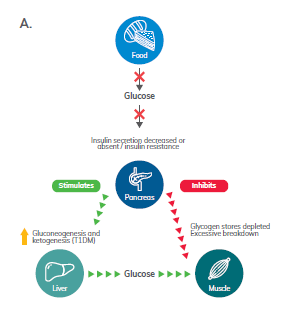 A.
Food
Glucose
Insulin secretion decreased or
absent / insulin resistance
Stimulates
Pancreas
Inhibits
Gluconeogenesis and
ketogenesis (T1DM)
Glycogen stores depleted
Excessive breakdown
Liver
Glucose
Muscle